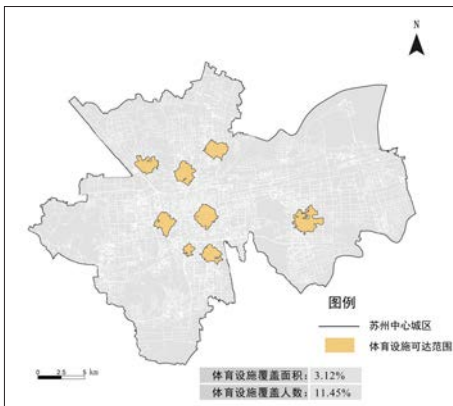 N
图例
苏州中心城区
体育设施可达范围
0 2.5 5 km
体育设施覆盖面积：3.12%
体育设施覆盖人数：11.45%